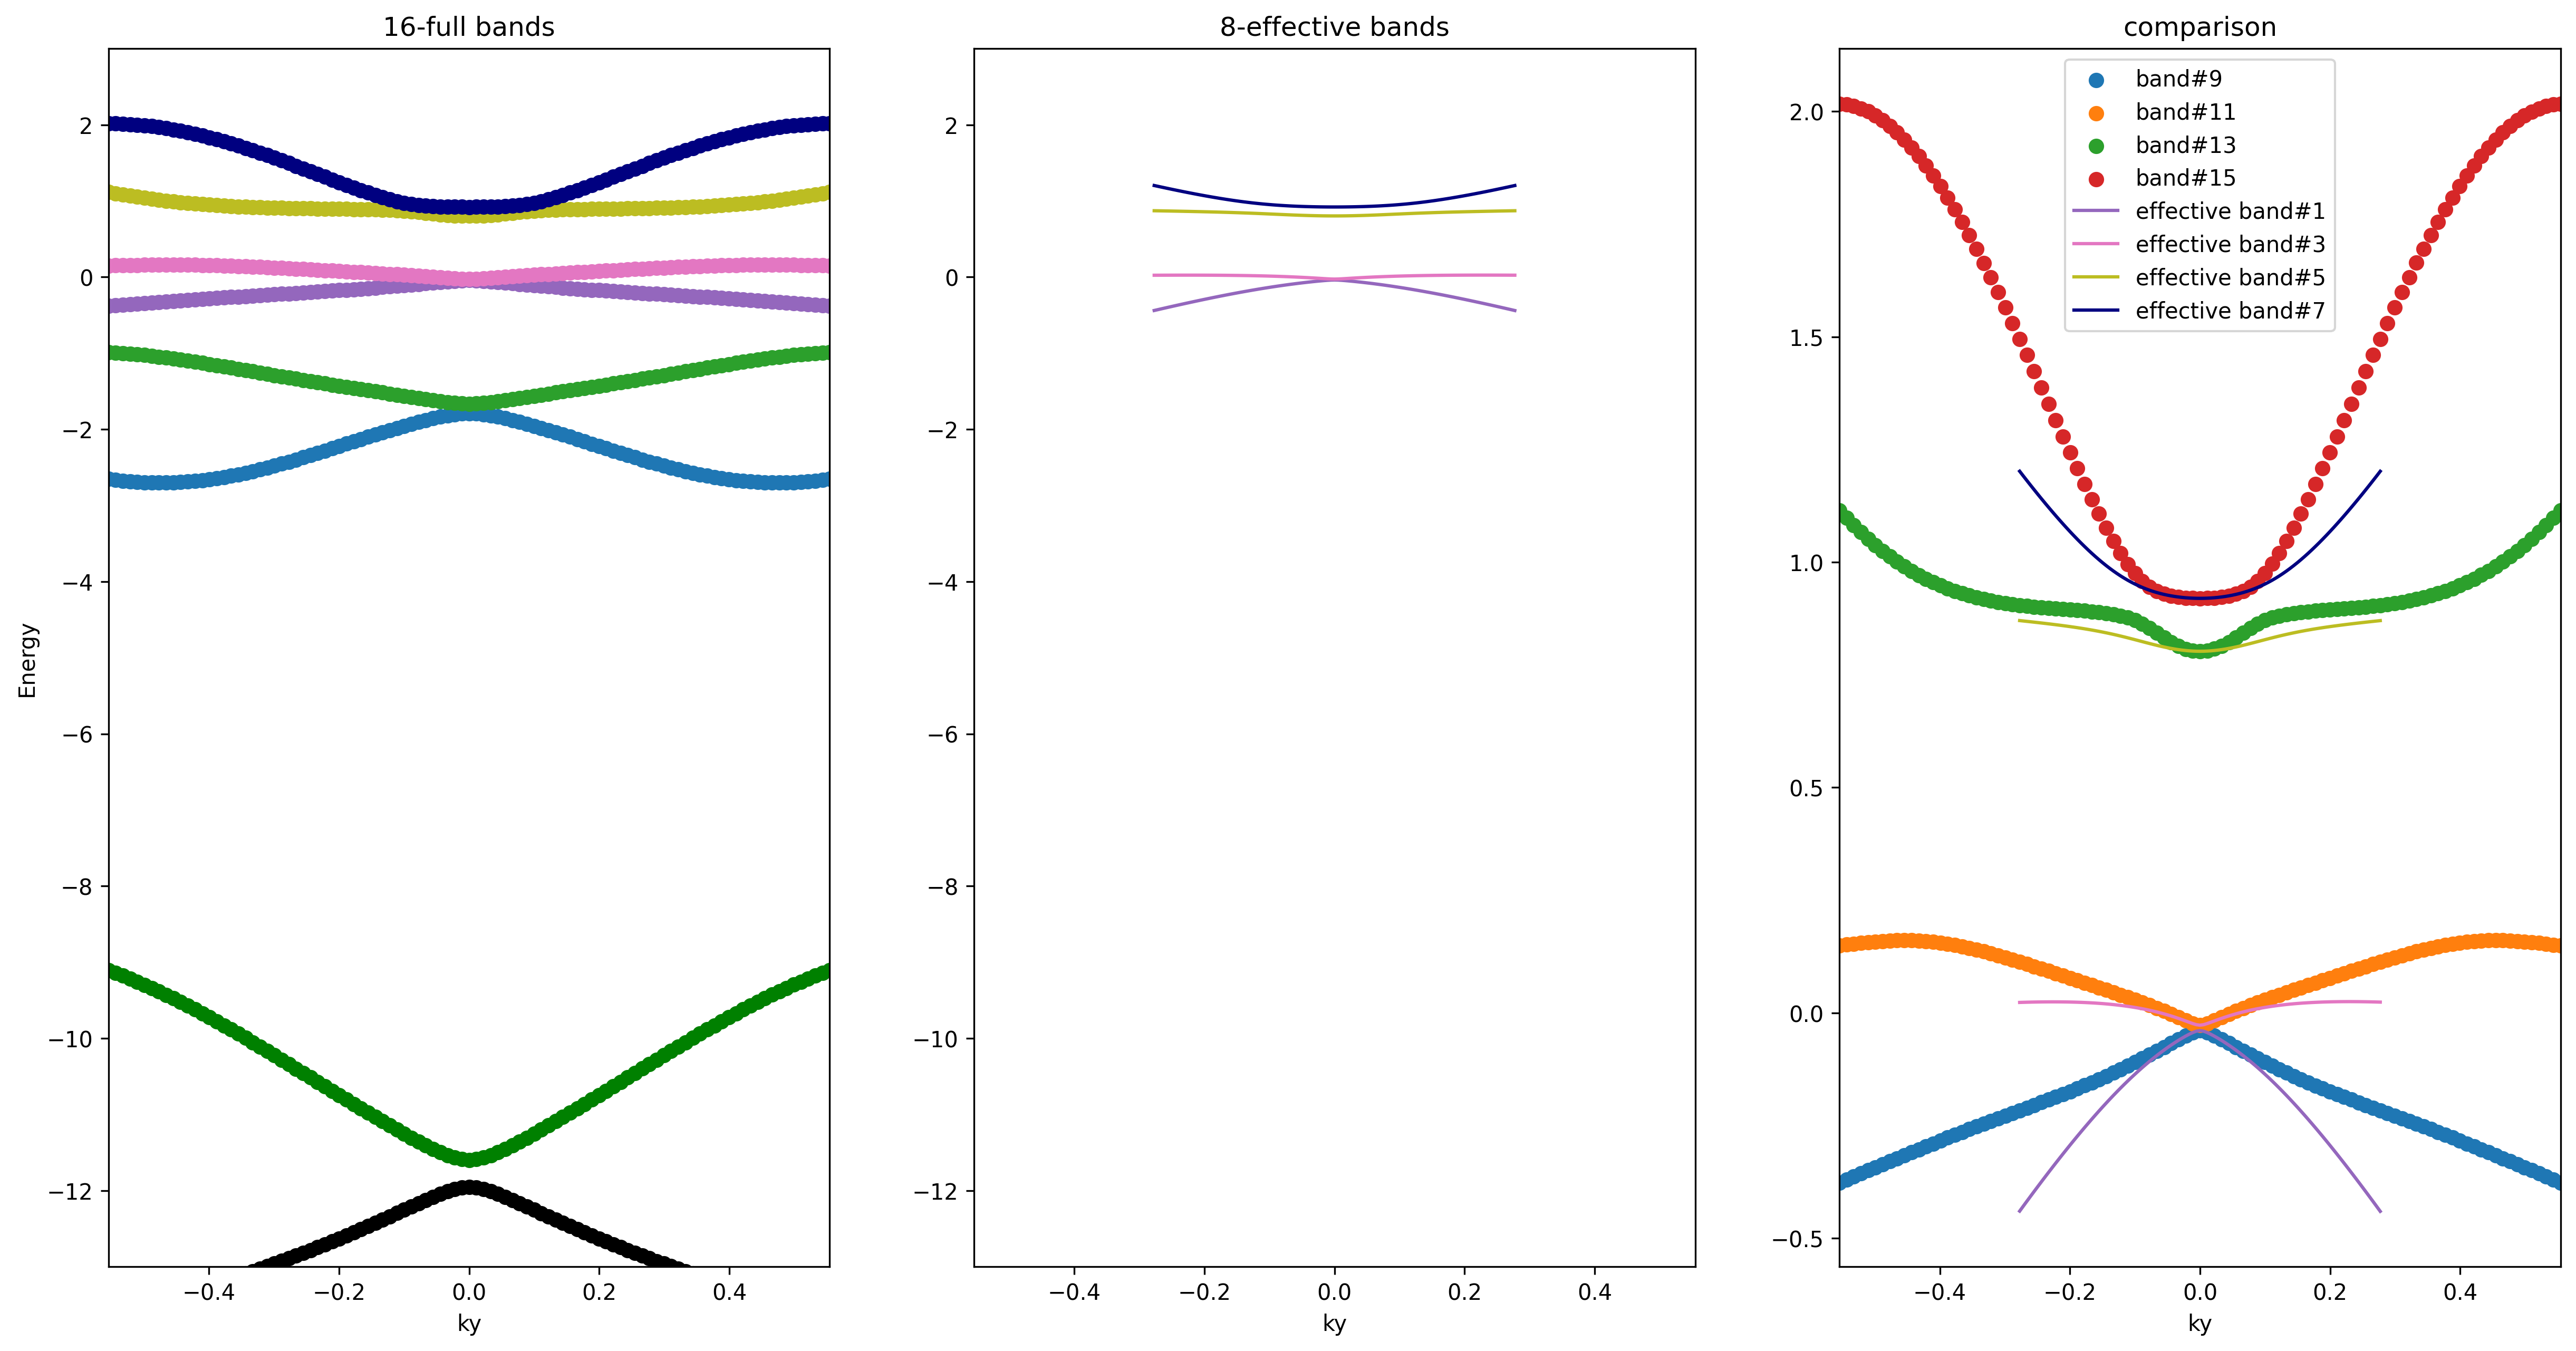 16-full bands
8-effective bands
comparison
Energy
2
0
−2
−4
−6
−8
−10
−12
−0.4 −0.2 0.0 0.2 0.4
ky
2
0
−2
−4
−6
−8
−10
−12
−0.4 −0.2 0.0 0.2 0.4
ky
2.0
1.5
1.0
0.5
0.0
−0.5
band#9
band#11
band#13
band#15
effective band#1
effective band#3
effective band#5
effective band#7
−0.4 −0.2 0.0 0.2 0.4
ky